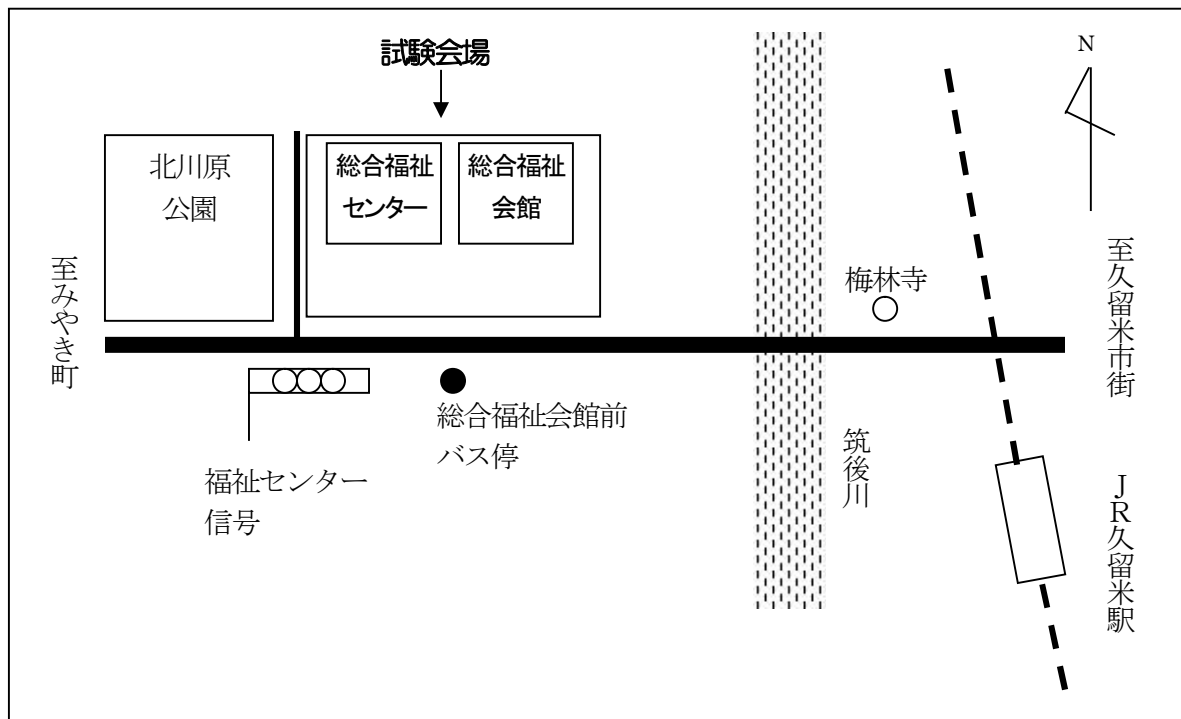 試験会場
N
北川原
公園
総合福祉
センター
総合福祉
会館
至みやき町
梅林寺
至久留米市街
総合福祉会館前
バス停
福祉センター
信号
筑後川
ＪＲ久留米駅